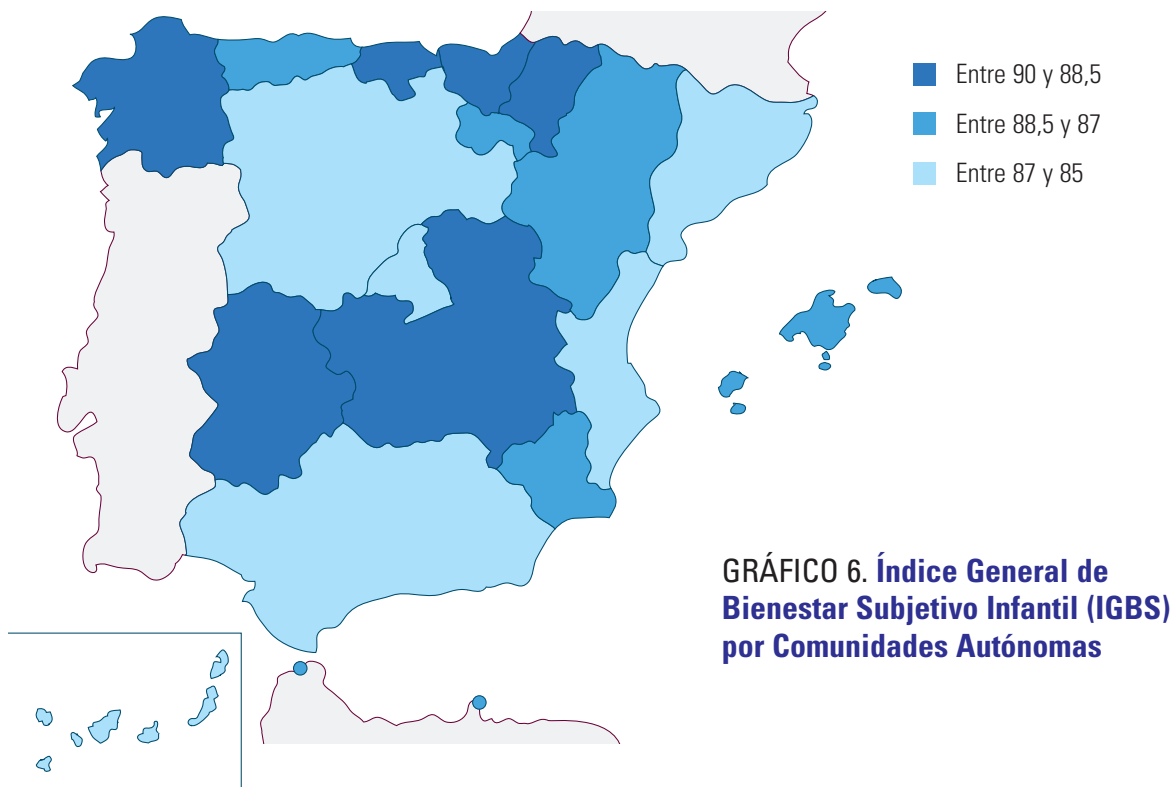 Entre 90 y 88,5
Entre 88,5 y 87
Entre 87 y 85
GRÁFICO 6. Índice General de
Bienestar Subjetivo Infantil (IGBS)
por Comunidades Autónomas